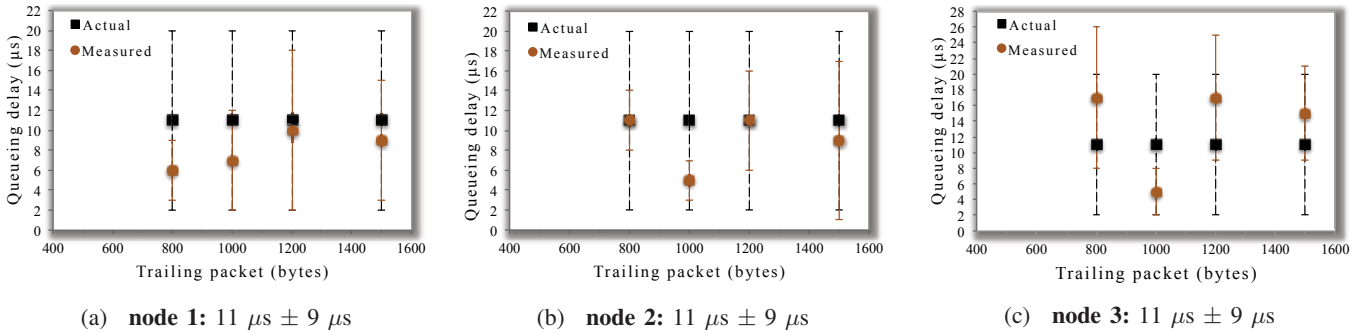 22
20
18
16
14
12
10
8
6
4
2
0
Queueing delay (μs)
Actual
Measured
400 600 800 1000 1200 1400 1600
Trailing packet (bytes)
(a) node 1: 11 μs ± 9 μs
22
20
18
16
14
12
10
8
6
4
2
0
Queueing delay (μs)
Actual
Measured
400 600 800 1000 1200 1400 1600
Trailing packet (bytes)
(b) node 2: 11 μs ± 9 μs
28
26
24
22
20
18
16
14
12
10
8
6
4
2
0
Queueing delay (μs)
Actual
Measured
400 600 800 1000 1200 1400 1600
Trailing packet (bytes)
(c) node 3: 11 μs ± 9 μs